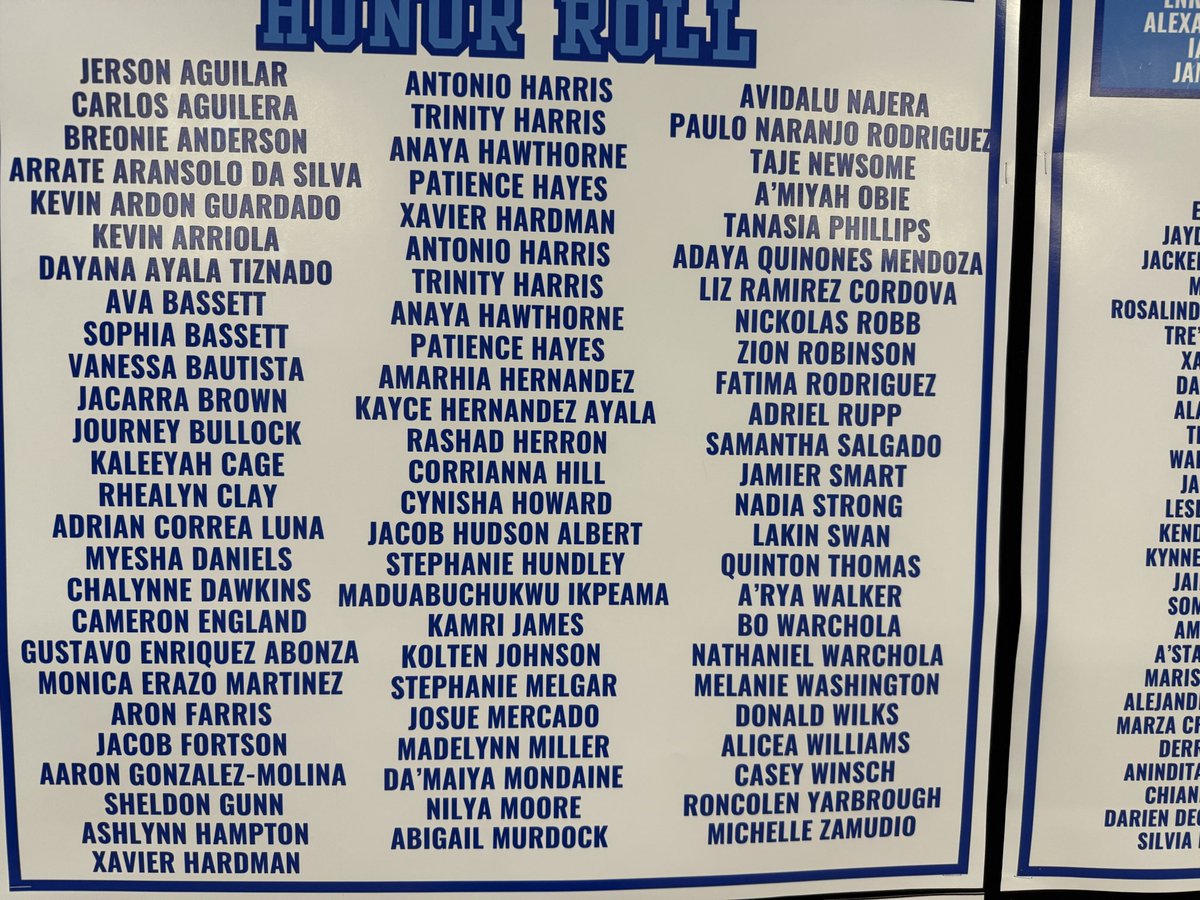 HONOR ROLL
JERSON AGUILAR
CARLOS AGUILERA
BREONIE ANDERSON
ARRATE ARANSOLO DA SILVA
KEVIN ARDON GUARDADO
KEVIN ARRIOLA
DAYANA AYALA TIZNADO
AVA BASSETT
SOPHIA BASSETT
VANESSA BAUTISTA
JACARRA BROWN
JOURNEY BULLOCK
KALEEYAH CAGE
RHEALYN CLAY
ADRIAN CORREA LUNA
MYESHA DANIELS
CHALYNNE DAWKINS
CAMERON ENGLAND
GUSTAVO ENRIQUEZ ABONZA
MONICA ERAZO MARTINEZ
ARON FARRIS
JACOB FORTSON
AARON GONZALEZ-MOLINA
SHELDON GUNN
ASHLYNN HAMPTON
XAVIER HARDMAN
ANTONIO HARRIS
TRINITY HARRIS
ANAYA HAWTHORNE
PATIENCE HAYES
XAVIER HARDMAN
ANTONIO HARRIS
TRINITY HARRIS
ANAYA HAWTHORNE
PATIENCE HAYES
AMARHIA HERNANDEZ
KAYCE HERNANDEZ AYALA
RASHAD HERRON
CORRIANNA HILL
CYNISHA HOWARD
JACOB HUDSON ALBERT
STEPHANIE HUNDLEY
MADUABUCHUKWU IKPEAMA
KAMRI JAMES
KOLTEN JOHNSON
STEPHANIE MELGAR
JOSUE MERCADO
MADELYNN MILLER
DA'MAIYA MONDAINE
NILYA MOORE
ABIGAIL MURDOCK
AVIDALU NAJERA
PAULO NARANJO RODRIGUEZ
TAJE NEWSOME
A'MIYAH OBIE
TANASIA PHILLIPS
ADAYA QUINONES MENDOZA
LIZ RAMIREZ CORDOVA
NICKOLAS ROBB
ZION ROBINSON
FATIMA RODRIGUEZ
ADRIEL RUPP
SAMANTHA SALGADO
JAMIER SMART
NADIA STRONG
LAKIN SWAN
QUINTON THOMAS
A'RYA WALKER
BO WARCHOLA
NATHANIEL WARCHOLA
MELANIE WASHINGTON
DONALD WILKS
ALICEA WILLIAMS
CASEY WINSCH
RONCOLEN YARBROUGH
MICHELLE ZAMUDIO
DARIEN
SILVIA